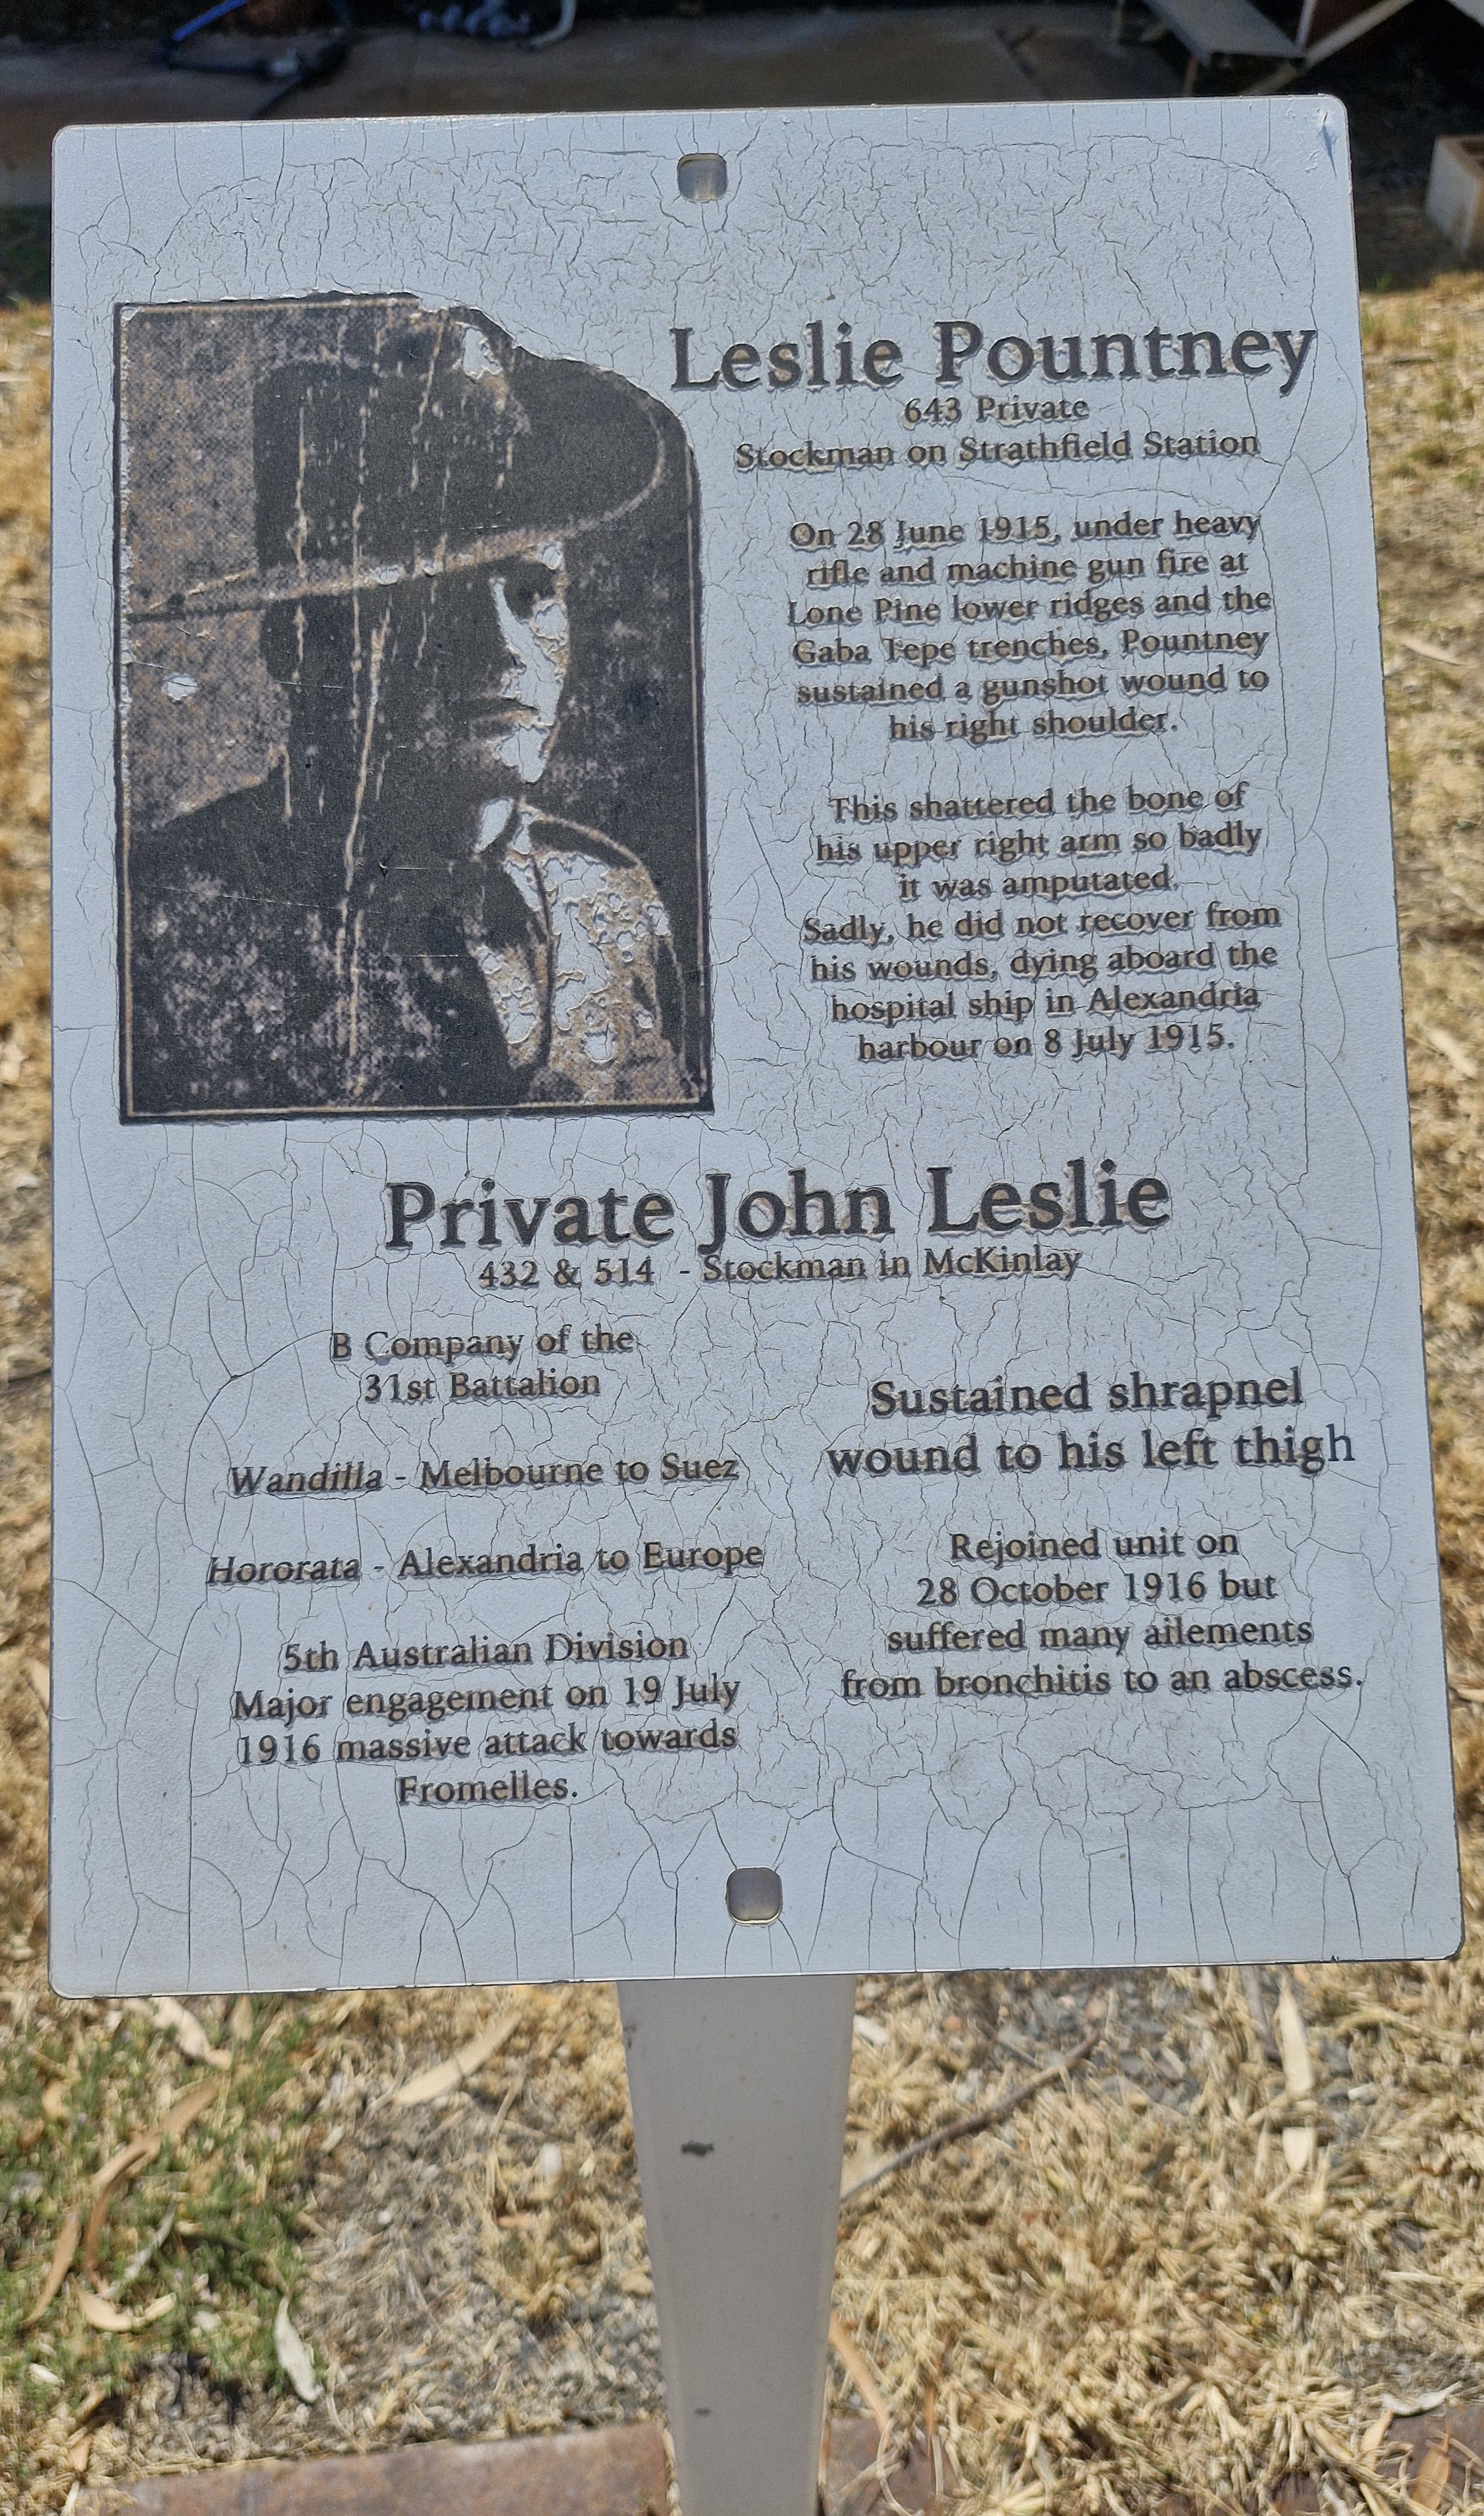 Leslie Pountney
643 Private
Stockman on Strathfield Station
On 28 June 1915, under heavy
rifle and machine gun fire at
Lone Pine lower ridges and the
Gaba Tepe trenches, Pountney
sustained a gunshot wound to
his right shoulder.
This shattered the bone of
his upper right arm so badly
it was amputated.
Sadly, he did not recover from
his wounds, dying aboard the
hospital ship in Alexandria
harbour on 8 July 1915.
Private John Leslie
432 & 514 - Stockman in McKinlay
B Company of the
31st Battalion
Wandilla - Melbourne to Suez
Hororata - Alexandria to Europe
5th Australian Division
Major engagement on 19 July
1916 massive attack towards
Fromelles.
Sustained shrapnel
wound to his left thigh
Rejoined unit on
28 October 1916 but
suffered many ailements
from bronchitis to an abscess.